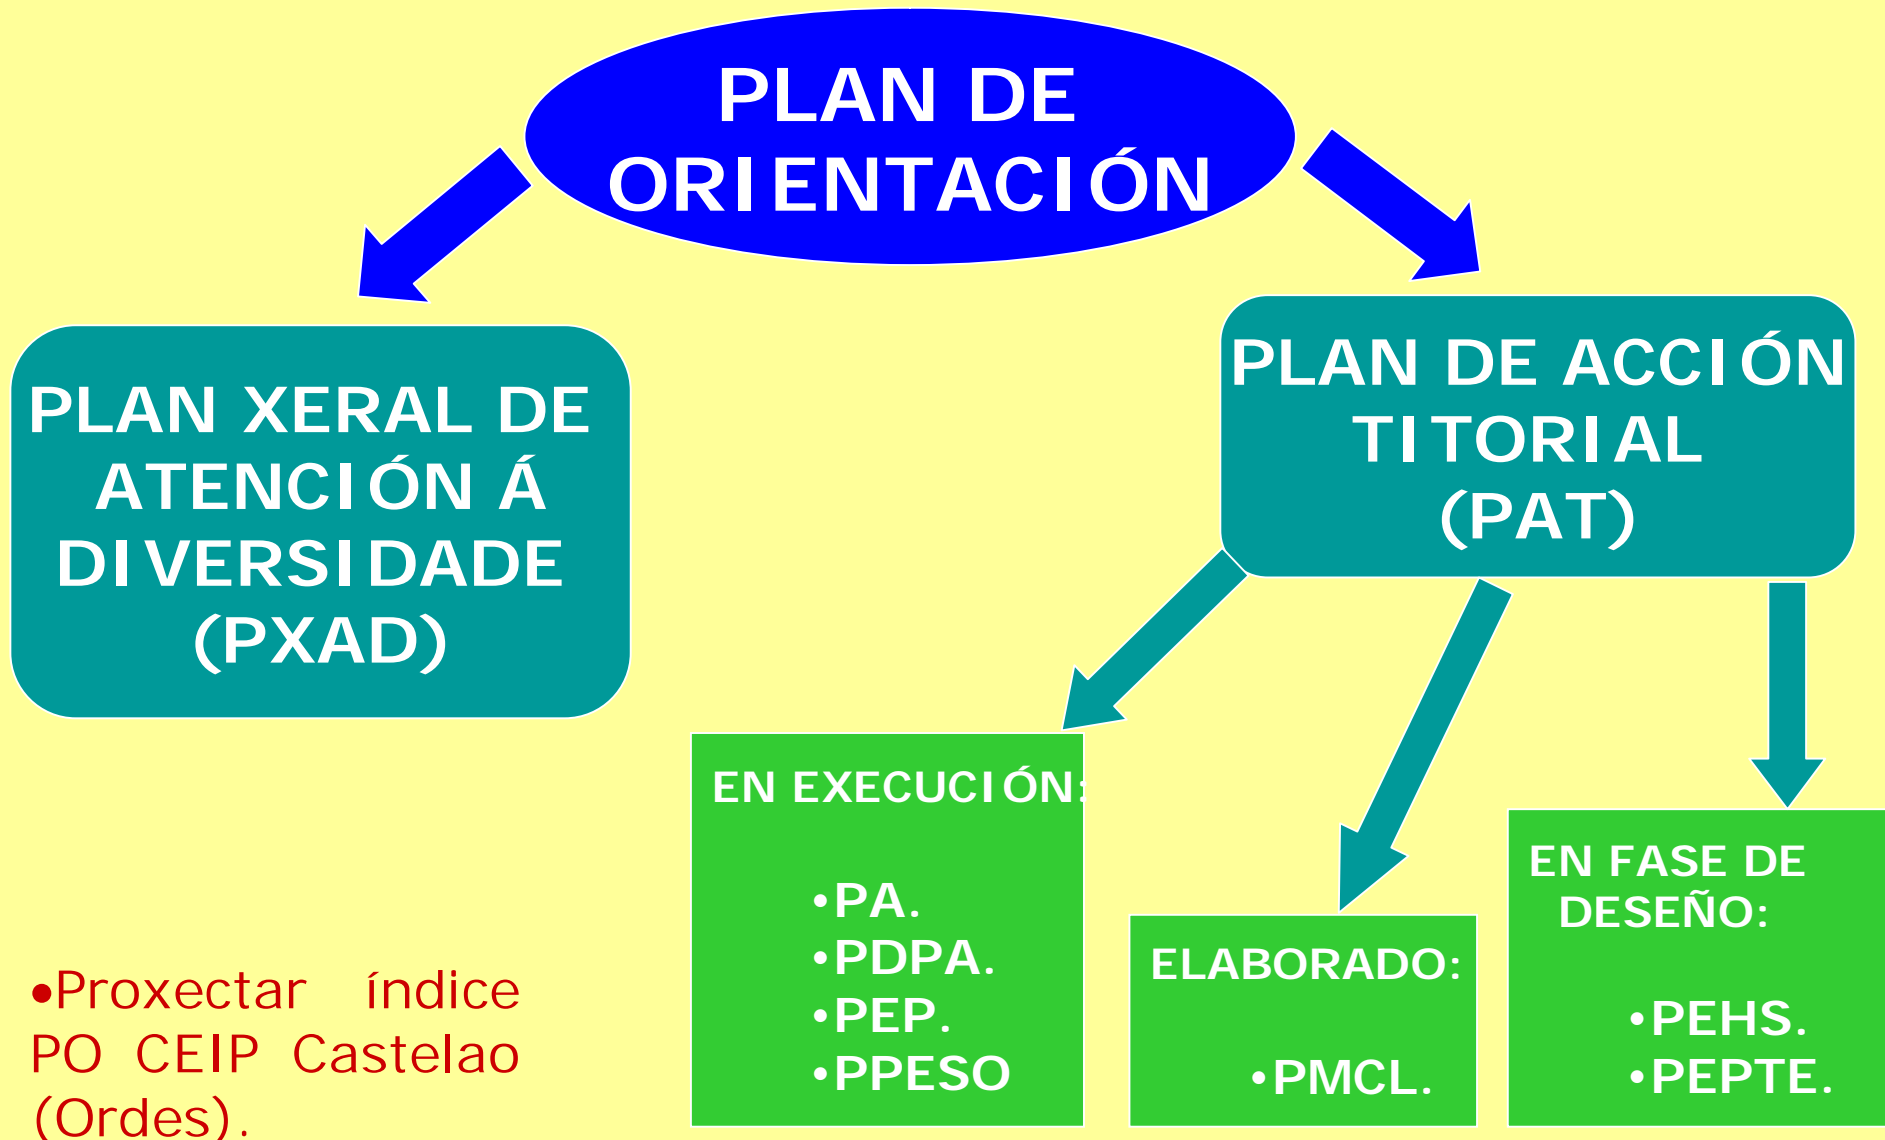 PLAN DE
ORIENTACIÓN
PLAN XERAL DE
ATENCIÓN Á
DIVERSIDADE
(PXAD)
PLAN DE ACCIÓN
TITORIAL
(PAT)
EN EXECUCIÓN:
•PA.
•PDPA.
•PEP.
•PPESO
ELABORADO:
•PMCL.
EN FASE DE
DESEÑO:
•PEHS.
•PEPTE.
•Proxectar índice
PO CEIP Castelao
(Ordes).